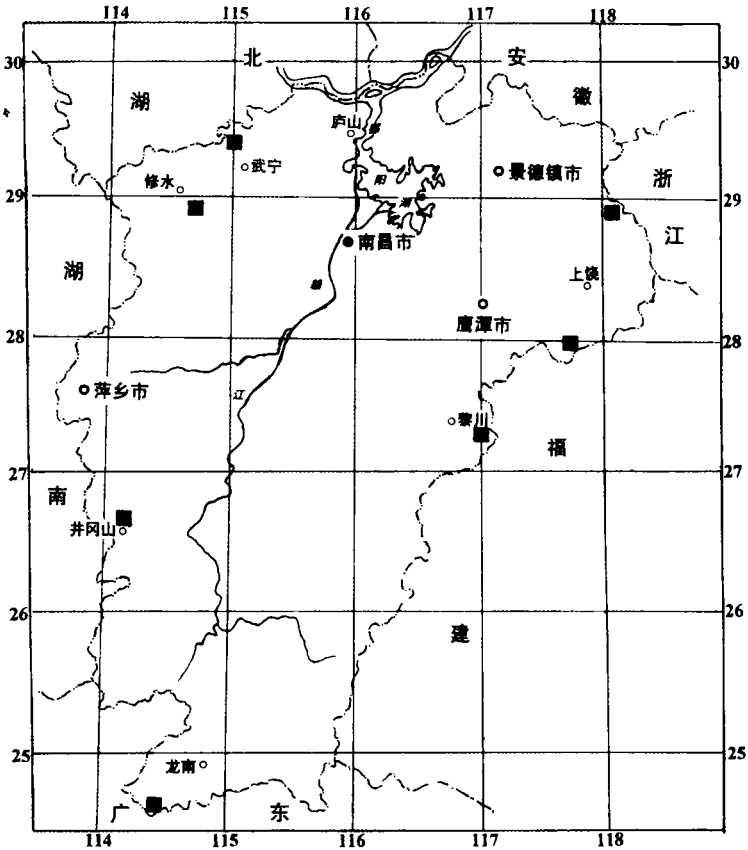 114 115 116 117 118
30 北 安 30
湖 徽
庐山
武宁 阳 景德镇市 浙
修水
29 湖 29
南昌市 江
湖 上饶
鹰潭市
28 28
萍乡市 江
黎川
福
27 27
南
井冈山
26 26
建
25 25
龙南
广 东
114 115 116 117 118